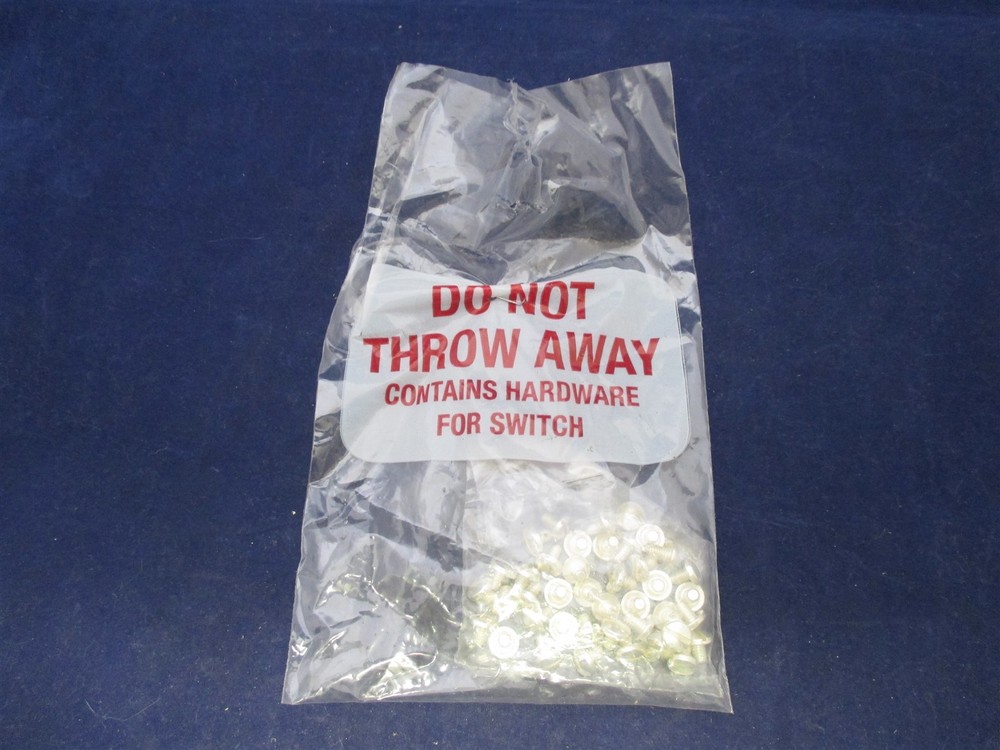 DO NOT
THROW AWAY
CONTAINS HARDWARE
FOR SWITCH